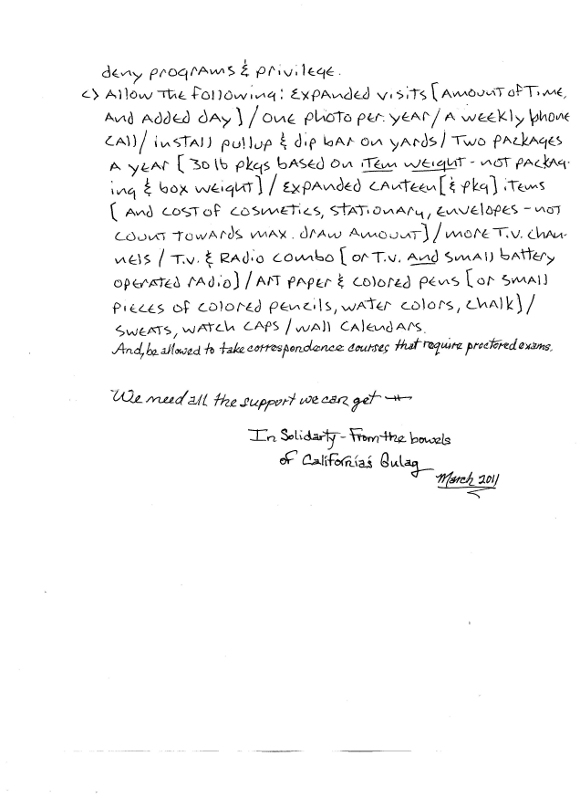 deny programs & privilege.
c) Allow the following: Expanded visits [amount of time,
and added day] / one photo per year / a weekly phone
call / install pullup & dip bar on yards / Two packages
a year [30 lb pkgs based on item weight - not packag-
ing & box weight] / Expanded canteen [& pkg] items
[and cost of cosmetics, stationary, envelopes - not
count towards max. draw amount] / more T.V. chan-
nels / T.V. & Radio combo [or T.V. and small battery
operated radio] / Art paper & colored pens [or small
pieces of colored pencils, water colors, chalk] /
sweats, watch caps / wall calendars.
And, be allowed to take correspondence courses that require proctored exams.
"We need all the support we can get
In Solidarty - From the bowels
of California's Gulag
March 2011